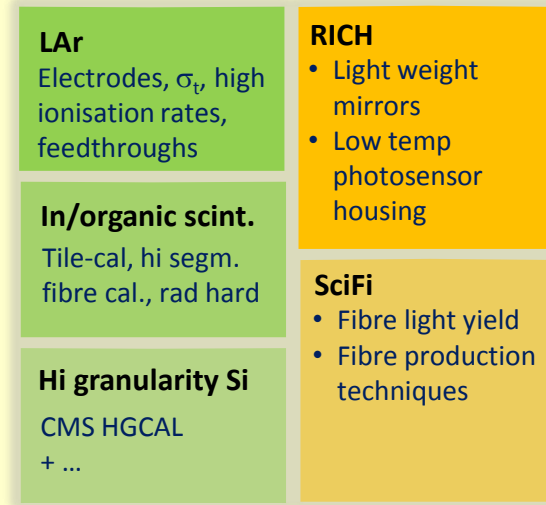 LAr
Electrodes, σt, high
ionisation rates,
feedthroughs
In/organic scint.
Tile-cal, hi segm.
fibre cal., rad hard
Hi granularity Si
CMS HGCAL
+ ...
RICH
• Light weight
mirrors
• Low temp
photosensor
housing
SciFi
• Fibre light yield
• Fibre production
techniques